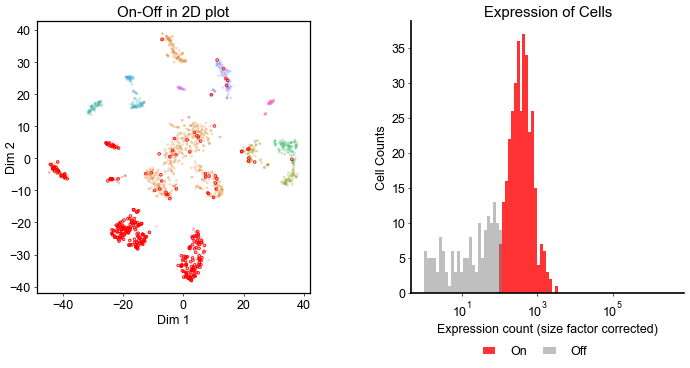 On-Off in 2D plot
Dim 2
40
30
20
10
0
−10
−20
−30
−40
−40 −20 0 20 40
Dim 1
Expression of Cells
Cell Counts
35
30
25
20
15
10
5
0
10^1 10^3 10^5
Expression count (size factor corrected)
On Off